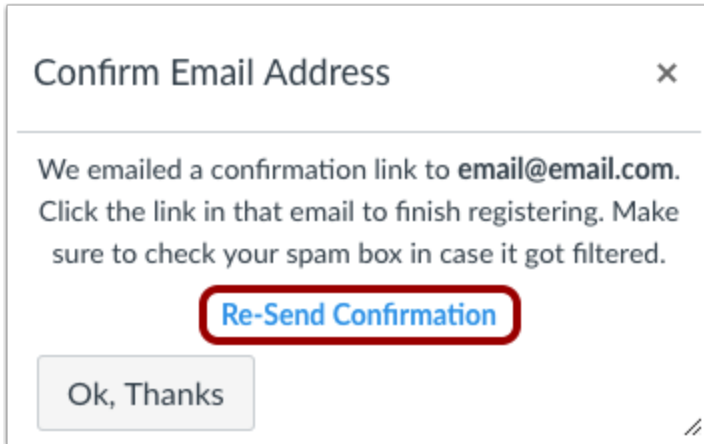 Confirm Email Address ×
We emailed a confirmation link to email@email.com.
Click the link in that email to finish registering. Make
sure to check your spam box in case it got filtered.
Re-Send Confirmation
Ok, Thanks